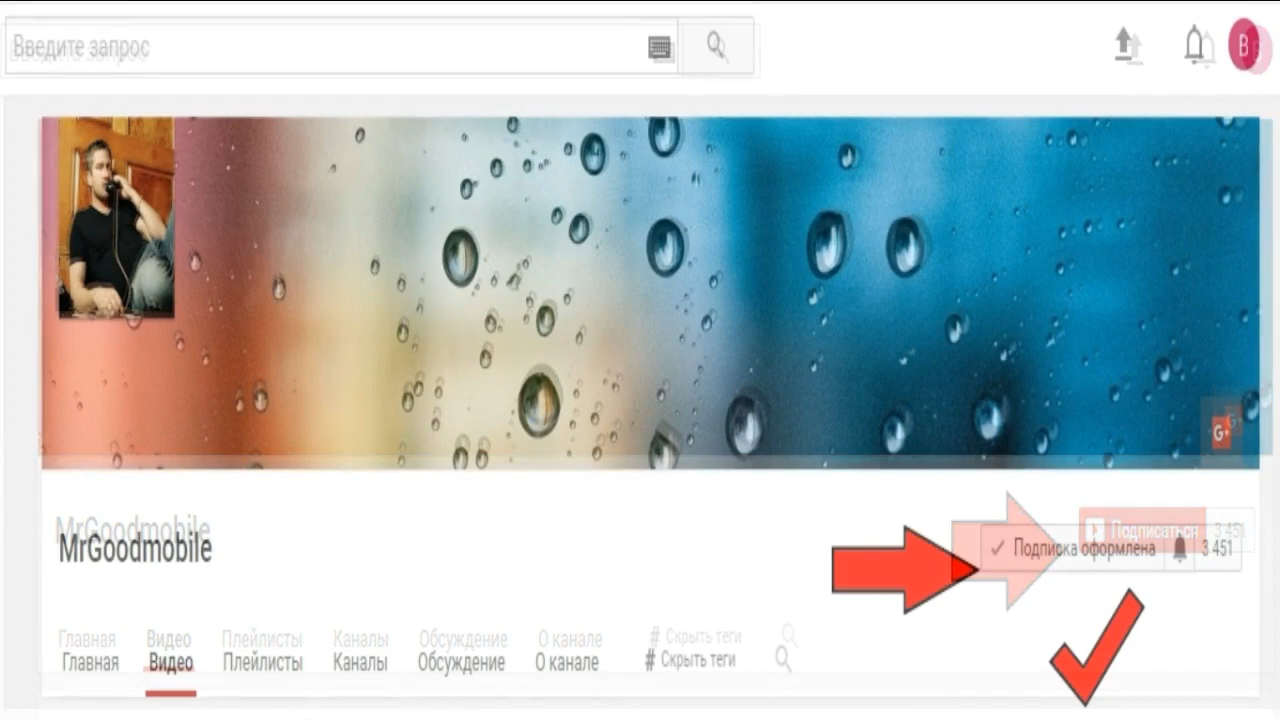 Введите запрос
B
G+
MrGoodmobile
MrGoodmobile
Подписаться 3 451
Подписка оформлена 3 451
Главная Видео Плейлисты Каналы Обсуждение О канале # Скрыть теги
Главная Видео Плейлисты Каналы Обсуждение О канале # Скрыть теги